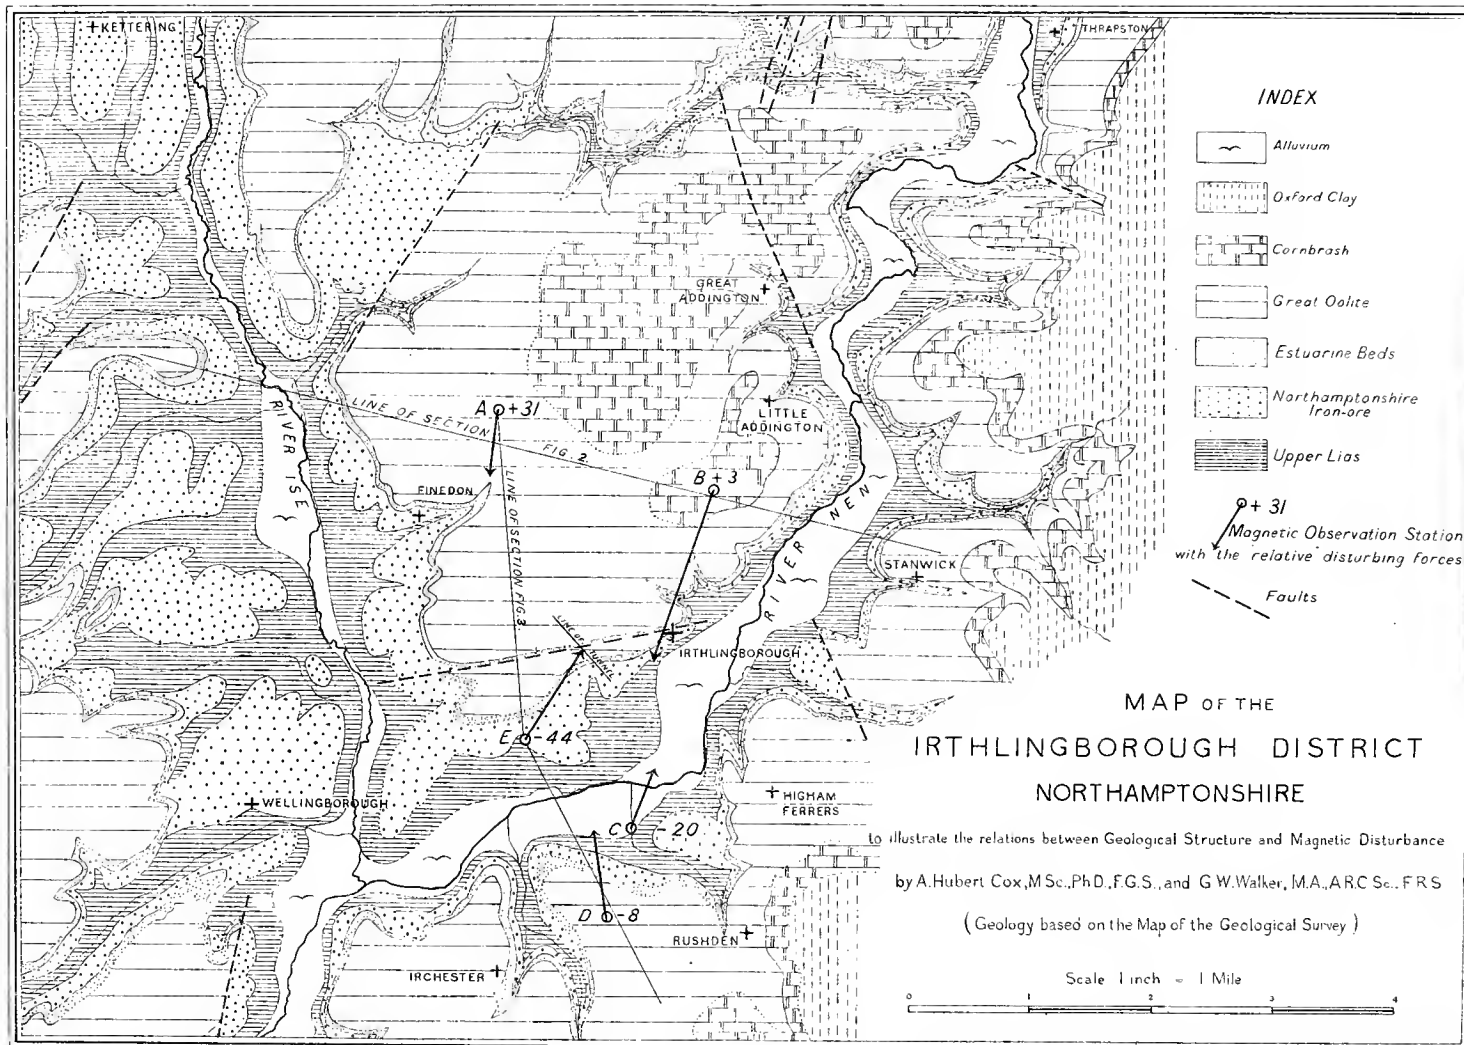 KETTERING
THRAPSTON
INDEX
Alluvium
Oxford Clay
Cornbrash
Great Oolite
Estuarine Beds
Northamptonshire
Iron-ore
Upper Lias
+ 31
Magnetic Observation Station
with the relative disturbing forces
Faults
GREAT
ADDINGTON
LITTLE
ADDINGTON
RIVER ISE
LINE OF SECTION FIG. 2.
A +31
B + 3
FINEDON
LINE OF SECTION FIG. 3.
RIVER NEN
STANWICK
LINE OF TUNNEL
IRTHLINGBOROUGH
E -44
WELLINGBOROUGH
HIGHAM
FERRERS
C -20
D -8
RUSHDEN
IRCHESTER
MAP OF THE
IRTHLINGBOROUGH DISTRICT
NORTHAMPTONSHIRE
to illustrate the relations between Geological Structure and Magnetic Disturbance
by A. Hubert Cox, M.Sc., Ph.D., F.G.S., and G.W. Walker, M.A., A.R.C.Sc., F.R.S
(Geology based on the Map of the Geological Survey)
Scale 1 inch = 1 Mile
0 1 2 3 4